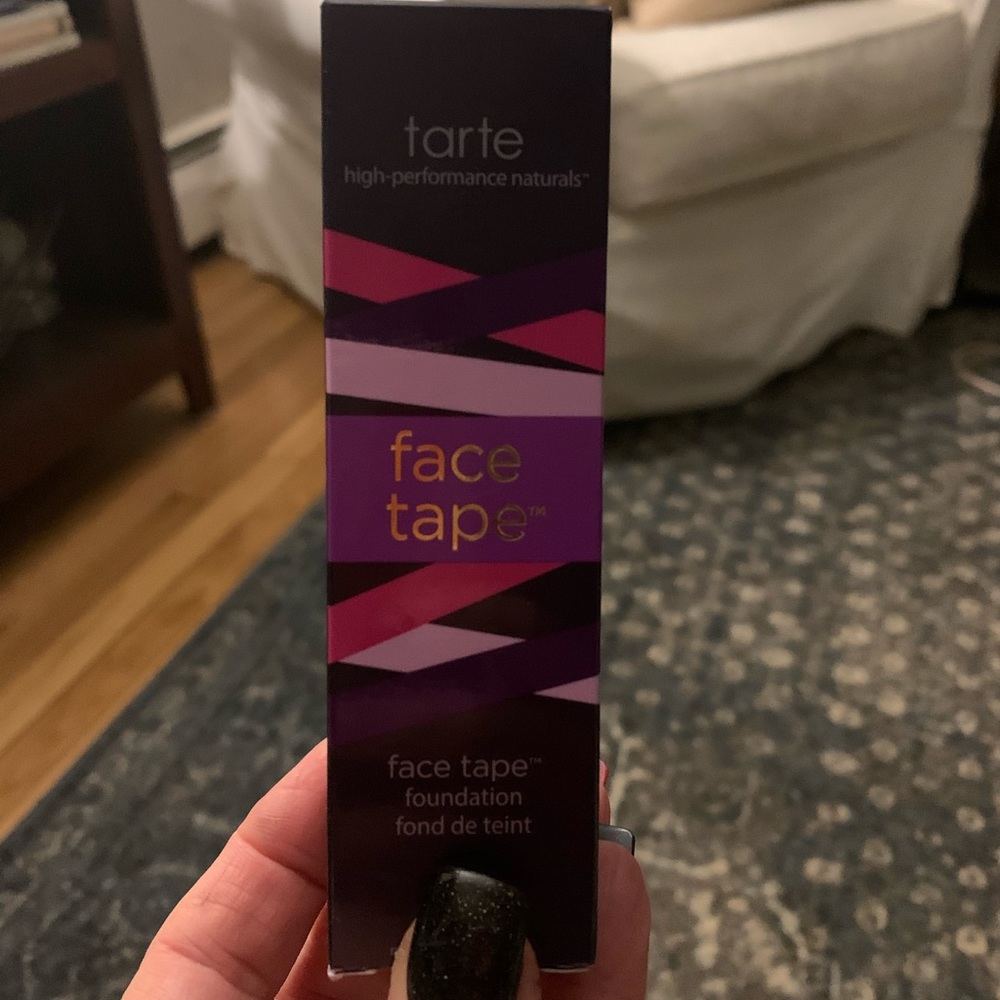 tarte
high-performance naturals™
face
tape™
face tape™
foundation
fond de teint